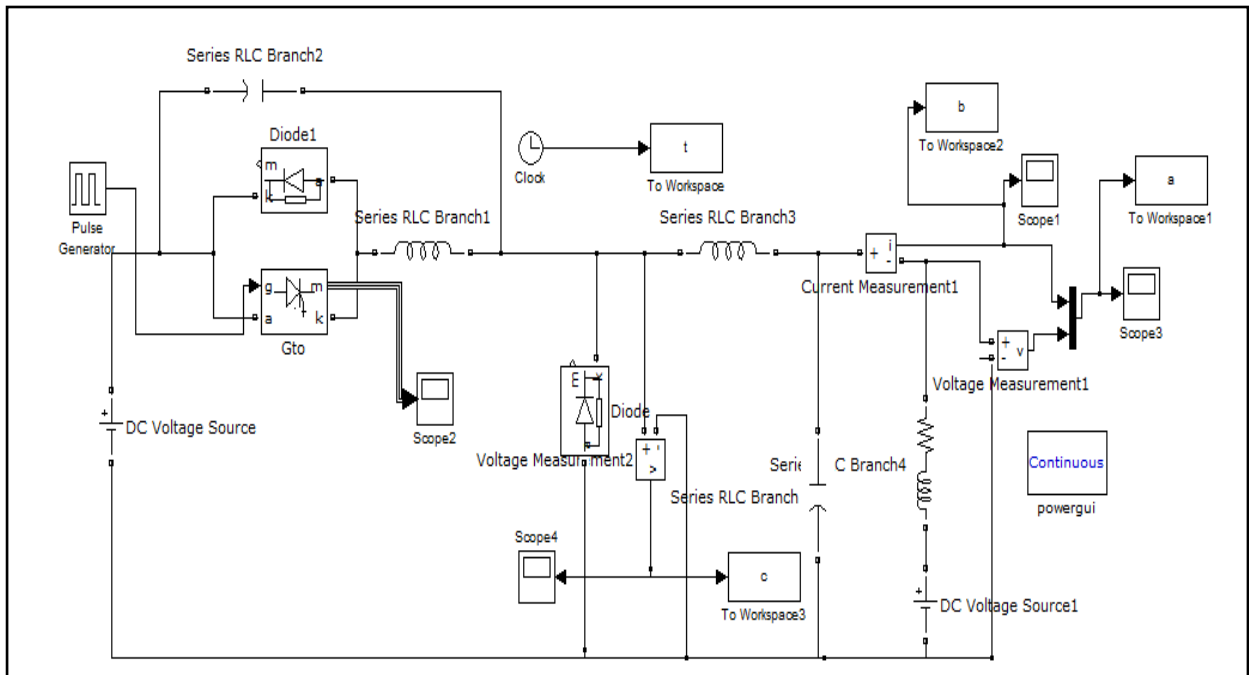 Series RLC Branch2
Diode1
m
k
a
Pulse
Generator
g
m
a
k
Gto
Series RLC Branch1
Clock
t
To Workspace
Series RLC Branch3
b
To Workspace2
Scope1
a
To Workspace1
+
i
-
Current Measurement1
Scope3
+
-
v
Voltage Measurement1
+
DC Voltage Source
Scope2
m
k
Diode
Voltage Measurement2
+
-
v
Series RLC Branch
Serie
C Branch4
Continuous
powergui
Scope4
c
To Workspace3
+
DC Voltage Source1